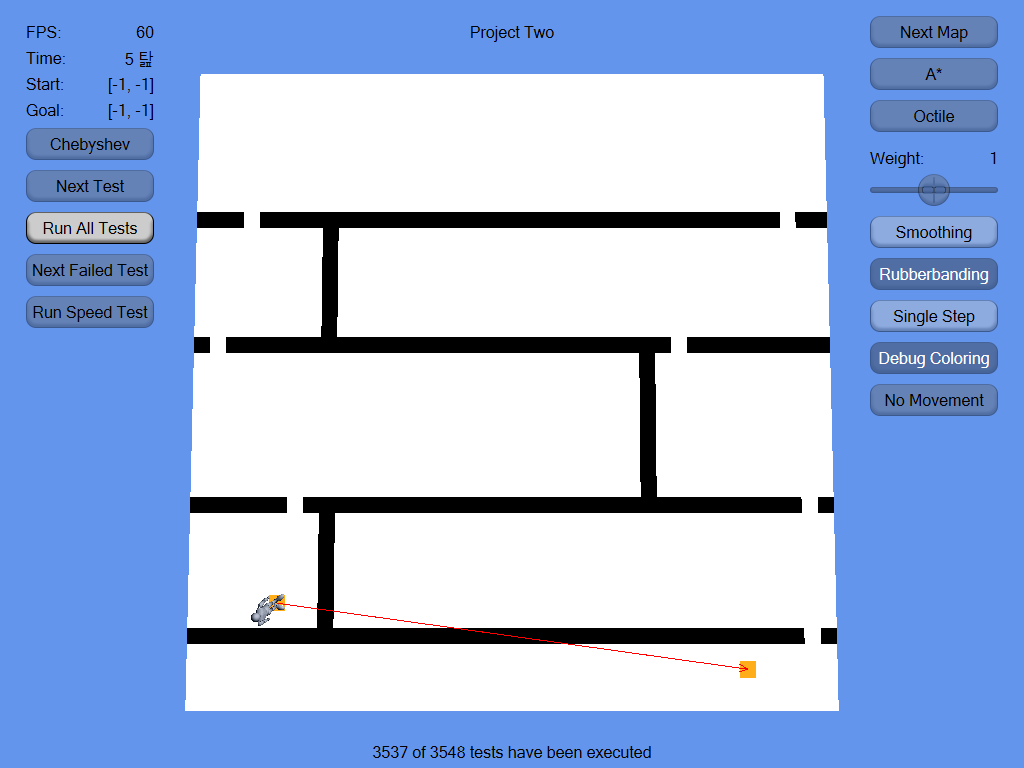 Project Two
FPS: 60
Time: 5 탎
Start: [-1, -1]
Goal: [-1, -1]
Chebyshev
Next Test
Run All Tests
Next Failed Test
Run Speed Test
Next Map
A*
Octile
Weight: 1
Smoothing
Rubberbanding
Single Step
Debug Coloring
No Movement
3537 of 3548 tests have been executed